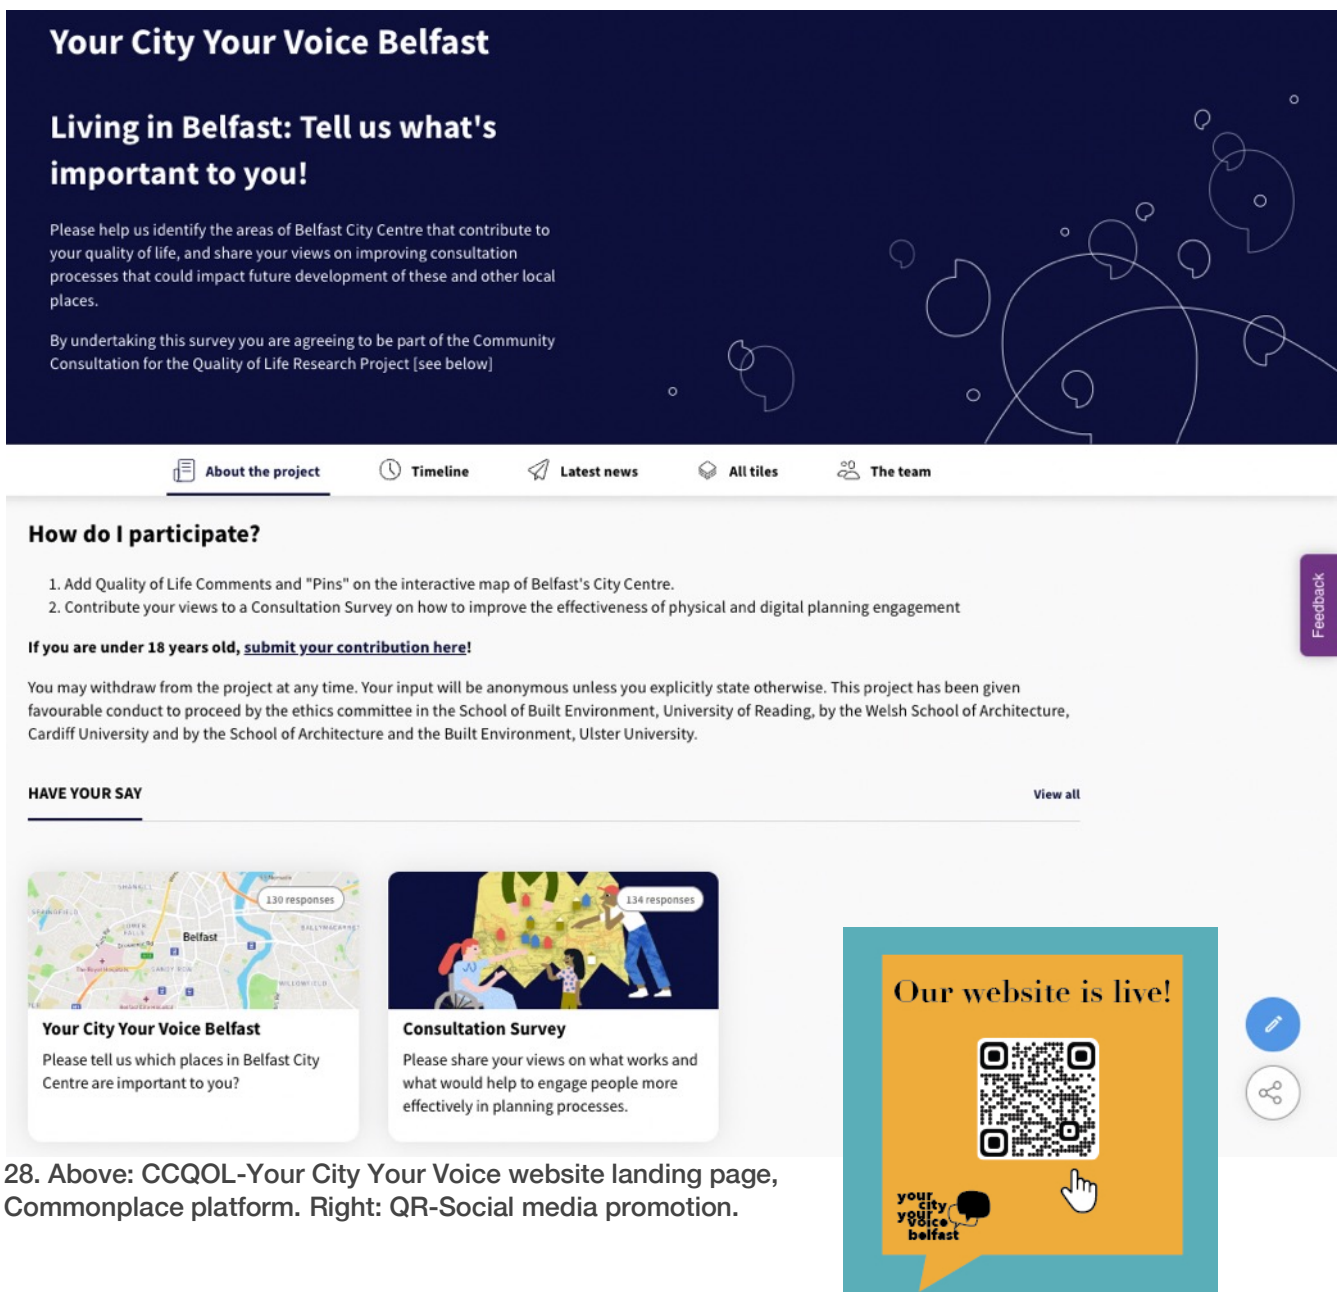 Your City Your Voice Belfast
Living in Belfast: Tell us what's
important to you!
Please help us identify the areas of Belfast City Centre that contribute to
your quality of life, and share your views on improving consultation
processes that could impact future development of these and other local
places.
By undertaking this survey you are agreeing to be part of the Community
Consultation for the Quality of Life Research Project [see below]
About the project
Timeline
Latest news
All tiles
The team
How do I participate?
1. Add Quality of Life Comments and "Pins" on the interactive map of Belfast's City Centre.
2. Contribute your views to a Consultation Survey on how to improve the effectiveness of physical and digital planning engagement
If you are under 18 years old, submit your contribution here!
You may withdraw from the project at any time. Your input will be anonymous unless you explicitly state otherwise. This project has been given
favourable conduct to proceed by the ethics committee in the School of Built Environment, University of Reading, by the Welsh School of Architecture,
Cardiff University and by the School of Architecture and the Built Environment, Ulster University.
Feedback
HAVE YOUR SAY
View all
130 responses
SHANKILL
SPRINGFIELD
LOWER
FALLS
Belfast
SANDY ROW
WILLOWFIELD
134 responses
Your City Your Voice Belfast
Please tell us which places in Belfast City
Centre are important to you?
Consultation Survey
Please share your views on what works and
what would help to engage people more
effectively in planning processes.
Our website is live!
your
city
your
voice
belfast
28. Above: CCQOL-Your City Your Voice website landing page,
Commonplace platform. Right: QR-Social media promotion.